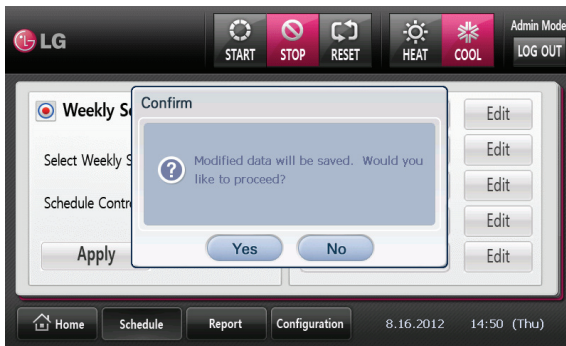 LG
START
STOP
RESET
HEAT
COOL
Admin Mode
LOG OUT
Weekly S
Confirm
Edit
Select Weekly S
Modified data will be saved. Would you
like to proceed?
Edit
Edit
Schedule Contr
Edit
Apply
Yes
No
Edit
Home
Schedule
Report
Configuration
8.16.2012
14:50 (Thu)